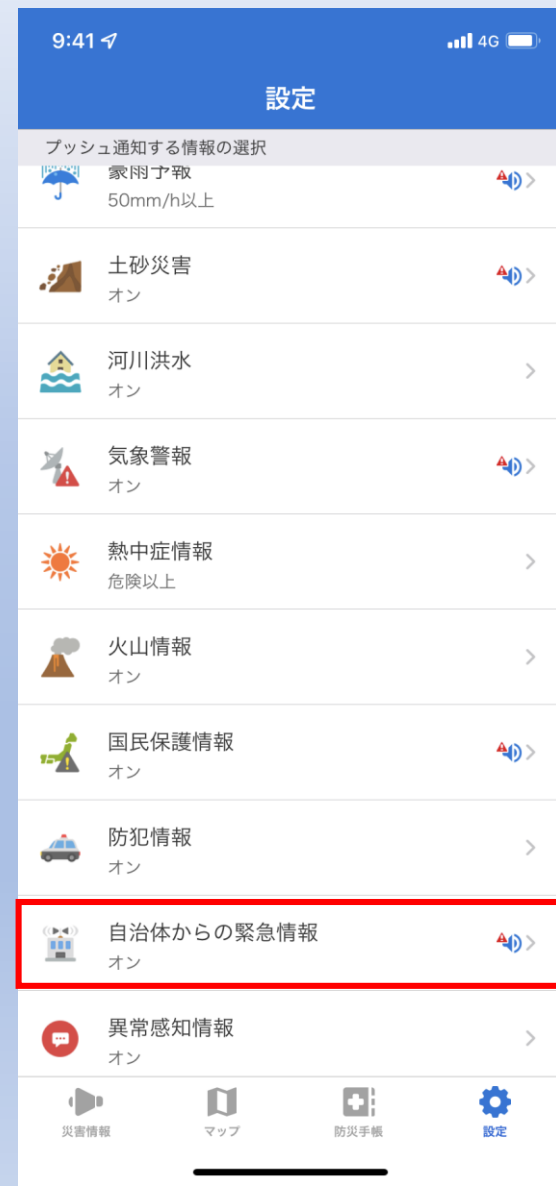 9:41
4G
設定
プッシュ通知する情報の選択
豪雨予報
50mm/h以上
土砂災害
オン
河川洪水
オン
気象警報
オン
熱中症情報
危険以上
火山情報
オン
国民保護情報
オン
防犯情報
オン
自治体からの緊急情報
オン
異常感知情報
オン
災害情報
マップ
防災手帳
設定